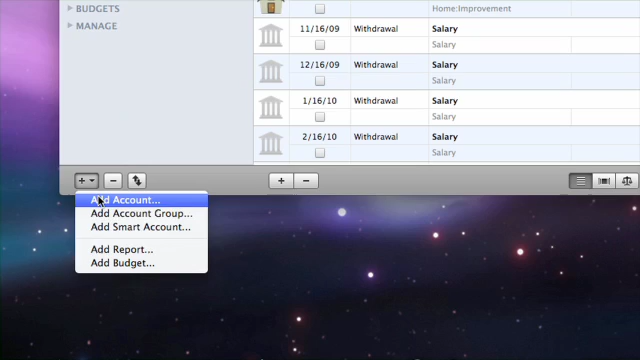 BUDGETS
MANAGE
Home:Improvement
11/16/09 Withdrawal Salary
Salary
12/16/09 Withdrawal Salary
Salary
1/16/10 Withdrawal Salary
Salary
2/16/10 Withdrawal Salary
Salary
Add Account...
Add Account Group...
Add Smart Account...
Add Report...
Add Budget...